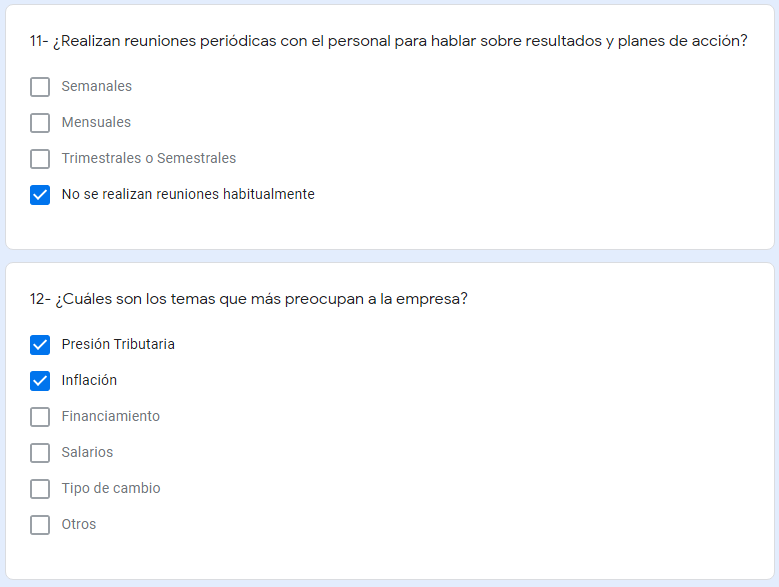 11- ¿Realizan reuniones periódicas con el personal para hablar sobre resultados y planes de acción?
Semanales
Mensuales
Trimestrales o Semestrales
No se realizan reuniones habitualmente
12- ¿Cuáles son los temas que más preocupan a la empresa?
Presión Tributaria
Inflación
Financiamiento
Salarios
Tipo de cambio
Otros